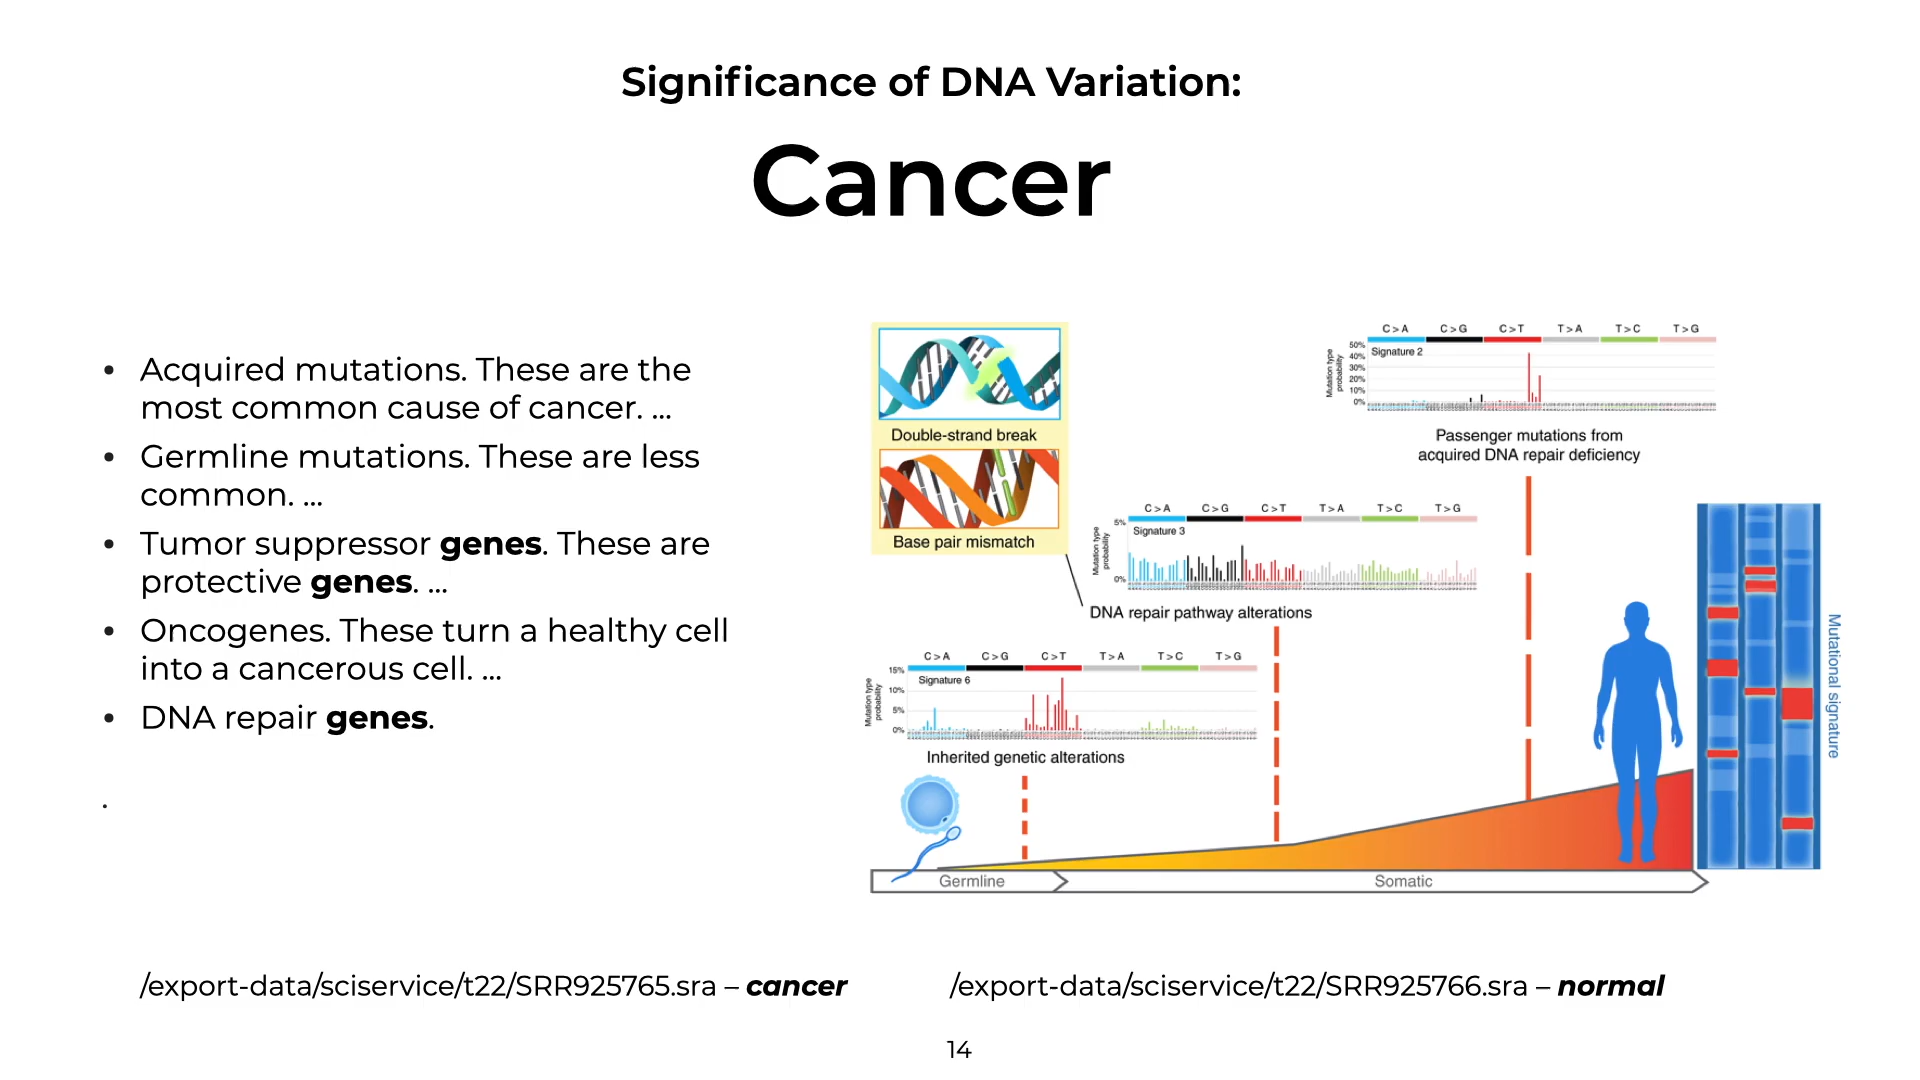 Significance of DNA Variation:
Cancer
• Acquired mutations. These are the
most common cause of cancer. ...
• Germline mutations. These are less
common. ...
• Tumor suppressor genes. These are
protective genes. ...
• Oncogenes. These turn a healthy cell
into a cancerous cell. ...
• DNA repair genes.
.
Double-strand break
Base pair mismatch
C > A C > G C > T T > A T > C T > G
Signature 2
Mutation type
probability
50%
40%
30%
20%
10%
0%
Passenger mutations from
acquired DNA repair deficiency
C > A C > G C > T T > A T > C T > G
Signature 3
Mutation type
probability
5%
0%
DNA repair pathway alterations
C > A C > G C > T T > A T > C T > G
Signature 6
Mutation type
probability
15%
10%
5%
0%
Inherited genetic alterations
Germline
Somatic
Mutational signature
/export-data/sciservice/t22/SRR925765.sra – cancer
/export-data/sciservice/t22/SRR925766.sra – normal
14